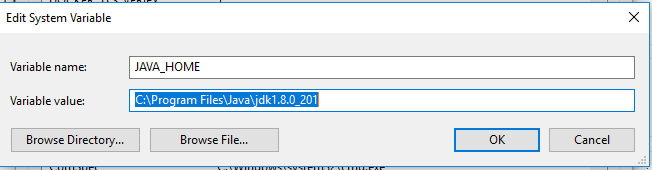 Edit System Variable
Variable name: JAVA_HOME
Variable value: C:\Program Files\Java\jdk1.8.0_201
Browse Directory... Browse File... OK Cancel